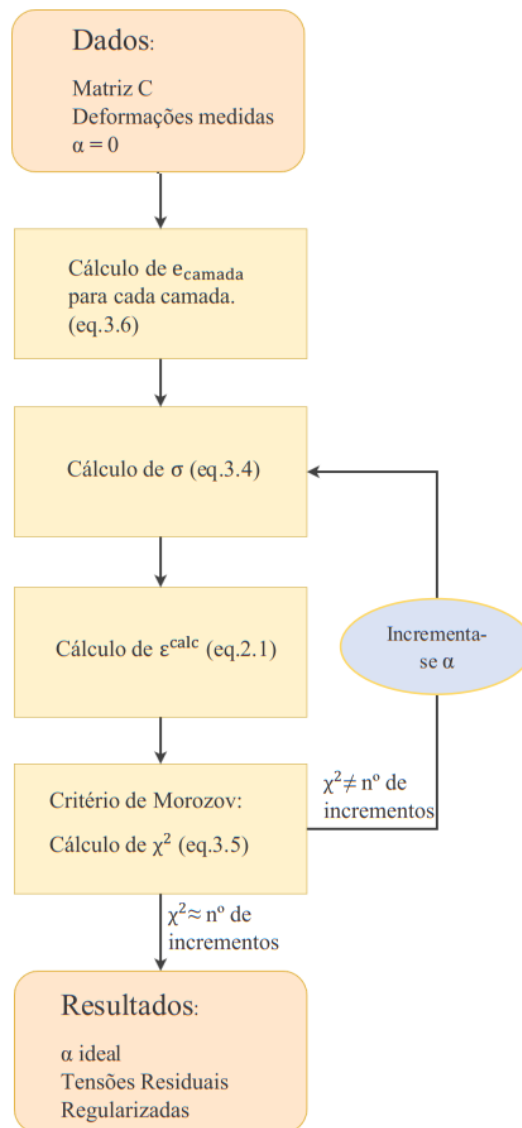 Dados:
Matriz C
Deformações medidas
α = 0
Cálculo de e_camada
para cada camada.
(eq.3.6)
Cálculo de σ (eq.3.4)
Cálculo de ε^calc (eq.2.1)
Incrementa-
se α
Critério de Morozov:
Cálculo de χ² (eq.3.5)
χ²≠ nº de
incrementos
χ²≈ nº de
incrementos
Resultados:
α ideal
Tensões Residuais
Regularizadas